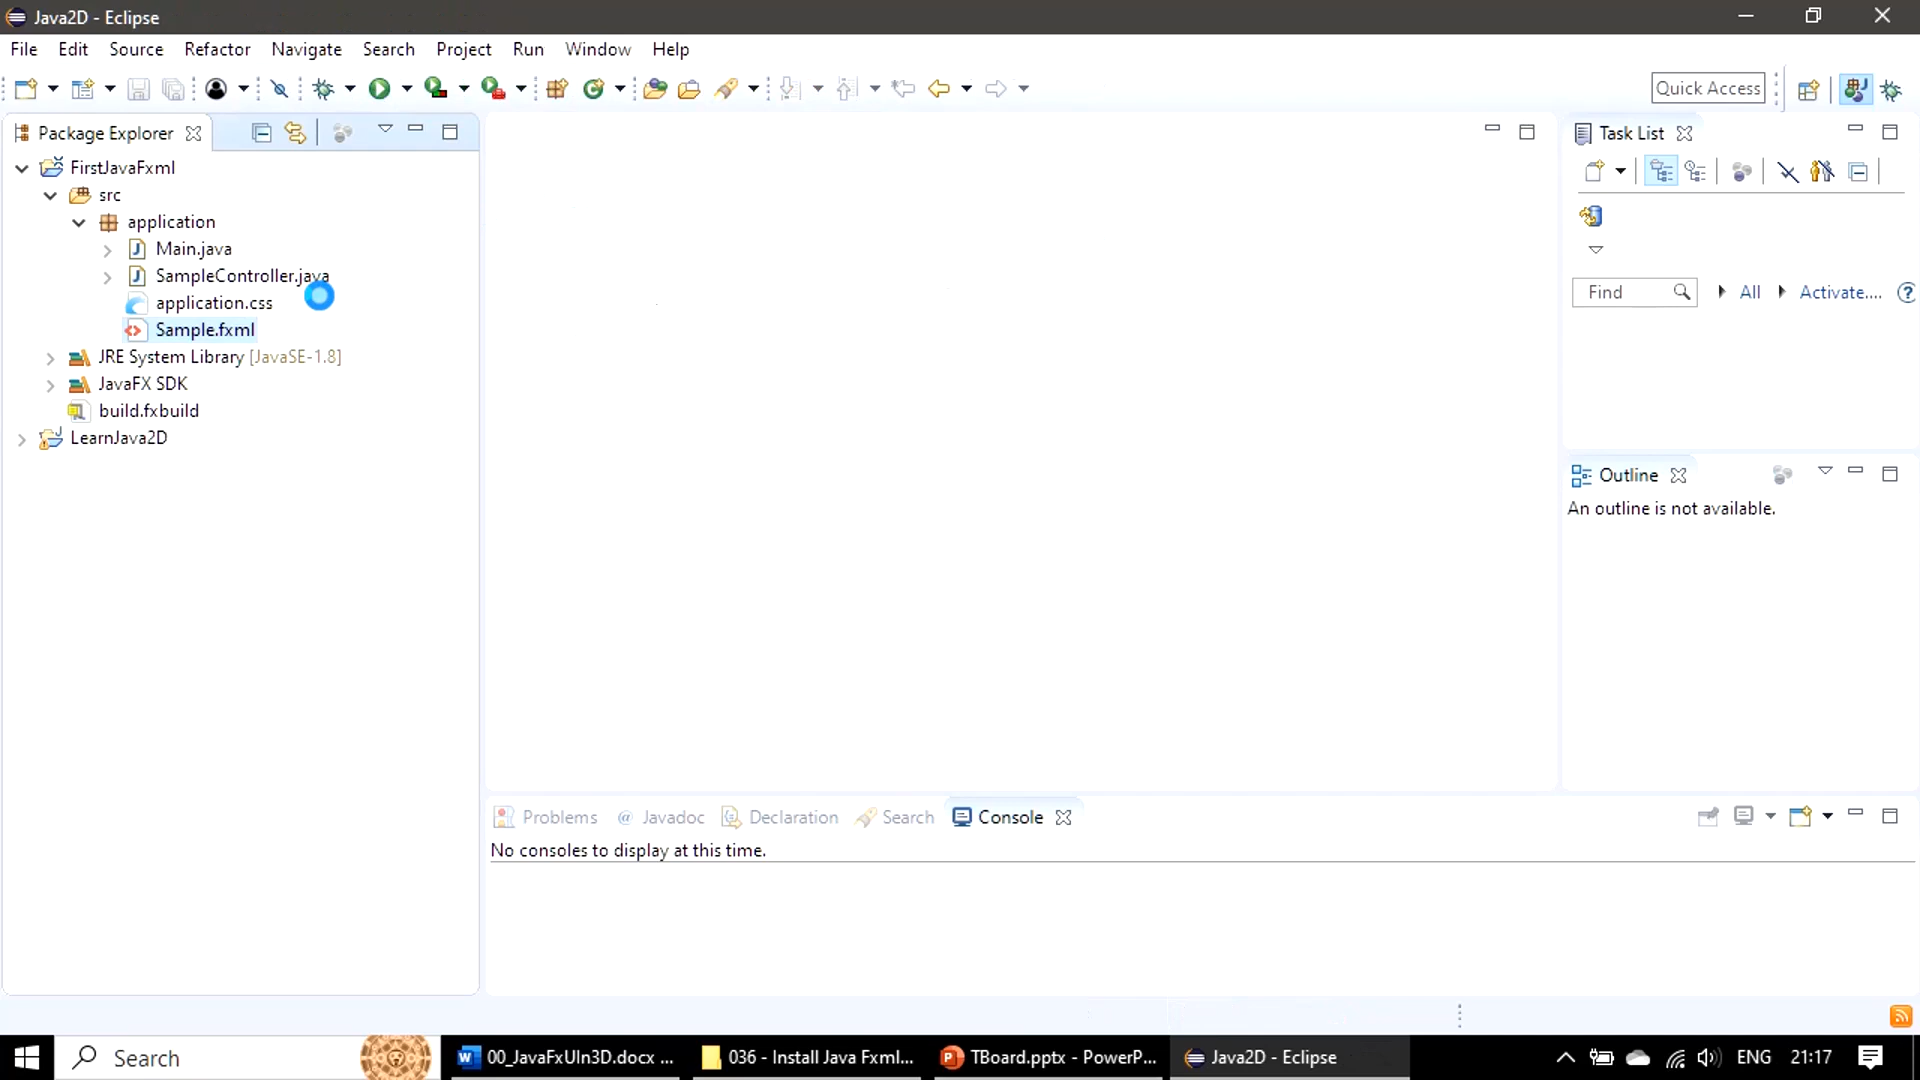 Java2D - Eclipse
File Edit Source Refactor Navigate Search Project Run Window Help
Quick Access
Package Explorer
FirstJavaFxml
src
application
Main.java
SampleController.java
application.css
Sample.fxml
JRE System Library [JavaSE-1.8]
JavaFX SDK
build.fxbuild
LearnJava2D
Task List
Find All Activate....
Outline
An outline is not available.
Problems @ Javadoc Declaration Search Console
No consoles to display at this time.
Search 00_JavaFxUIn3D.docx ... 036 - Install Java Fxml... TBoard.pptx - PowerP... Java2D - Eclipse ENG 21:17